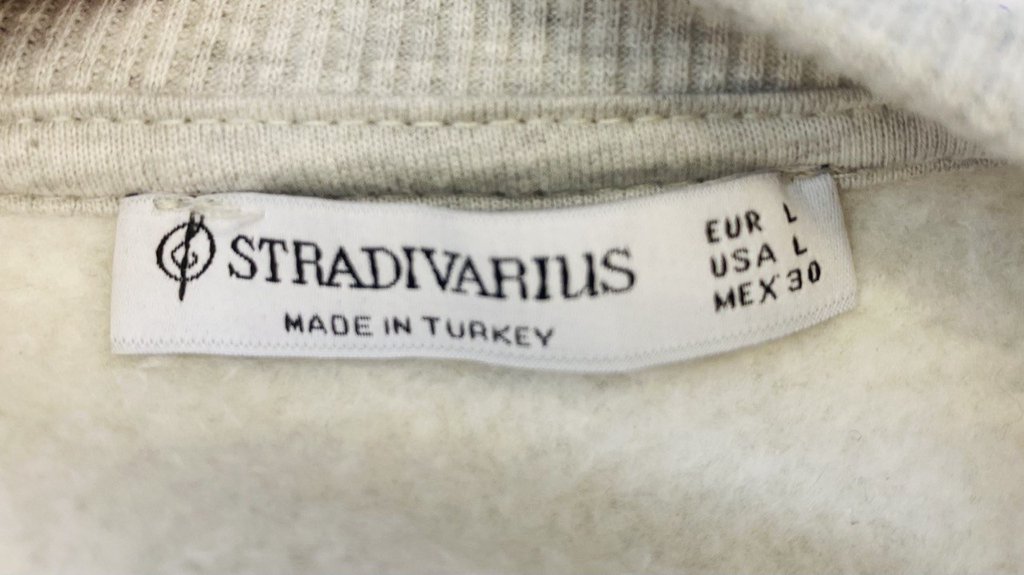 STRADIVARIUS
MADE IN TURKEY
EUR L
USA L
MEX 30